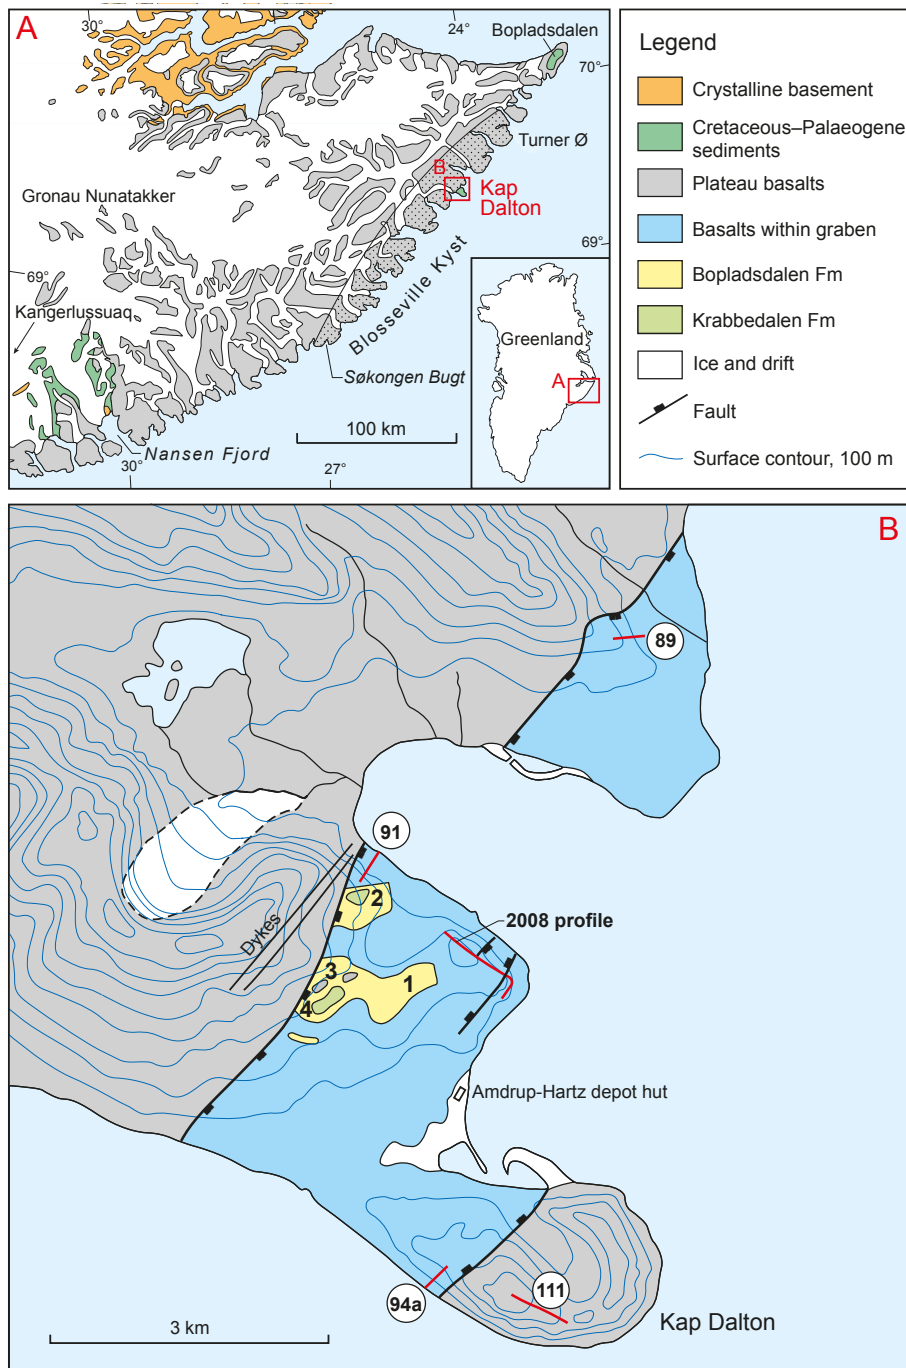 A
30°
24°
Bopladsdalen
70°
Turner Ø
B
Kap
Dalton
Gronau Nunatakker
69°
69°
Kangerlussuaq
Blosseville Kyst
Greenland
A
Søkongen Bugt
100 km
Nansen Fjord
30°
27°
Legend
Crystalline basement
Cretaceous–Palaeogene
sediments
Plateau basalts
Basalts within graben
Bopladsdalen Fm
Krabbedalen Fm
Ice and drift
Fault
Surface contour, 100 m
B
89
91
2
2008 profile
Dykes
3
1
4
Amdrup-Hartz depot hut
94a
111
3 km
Kap Dalton